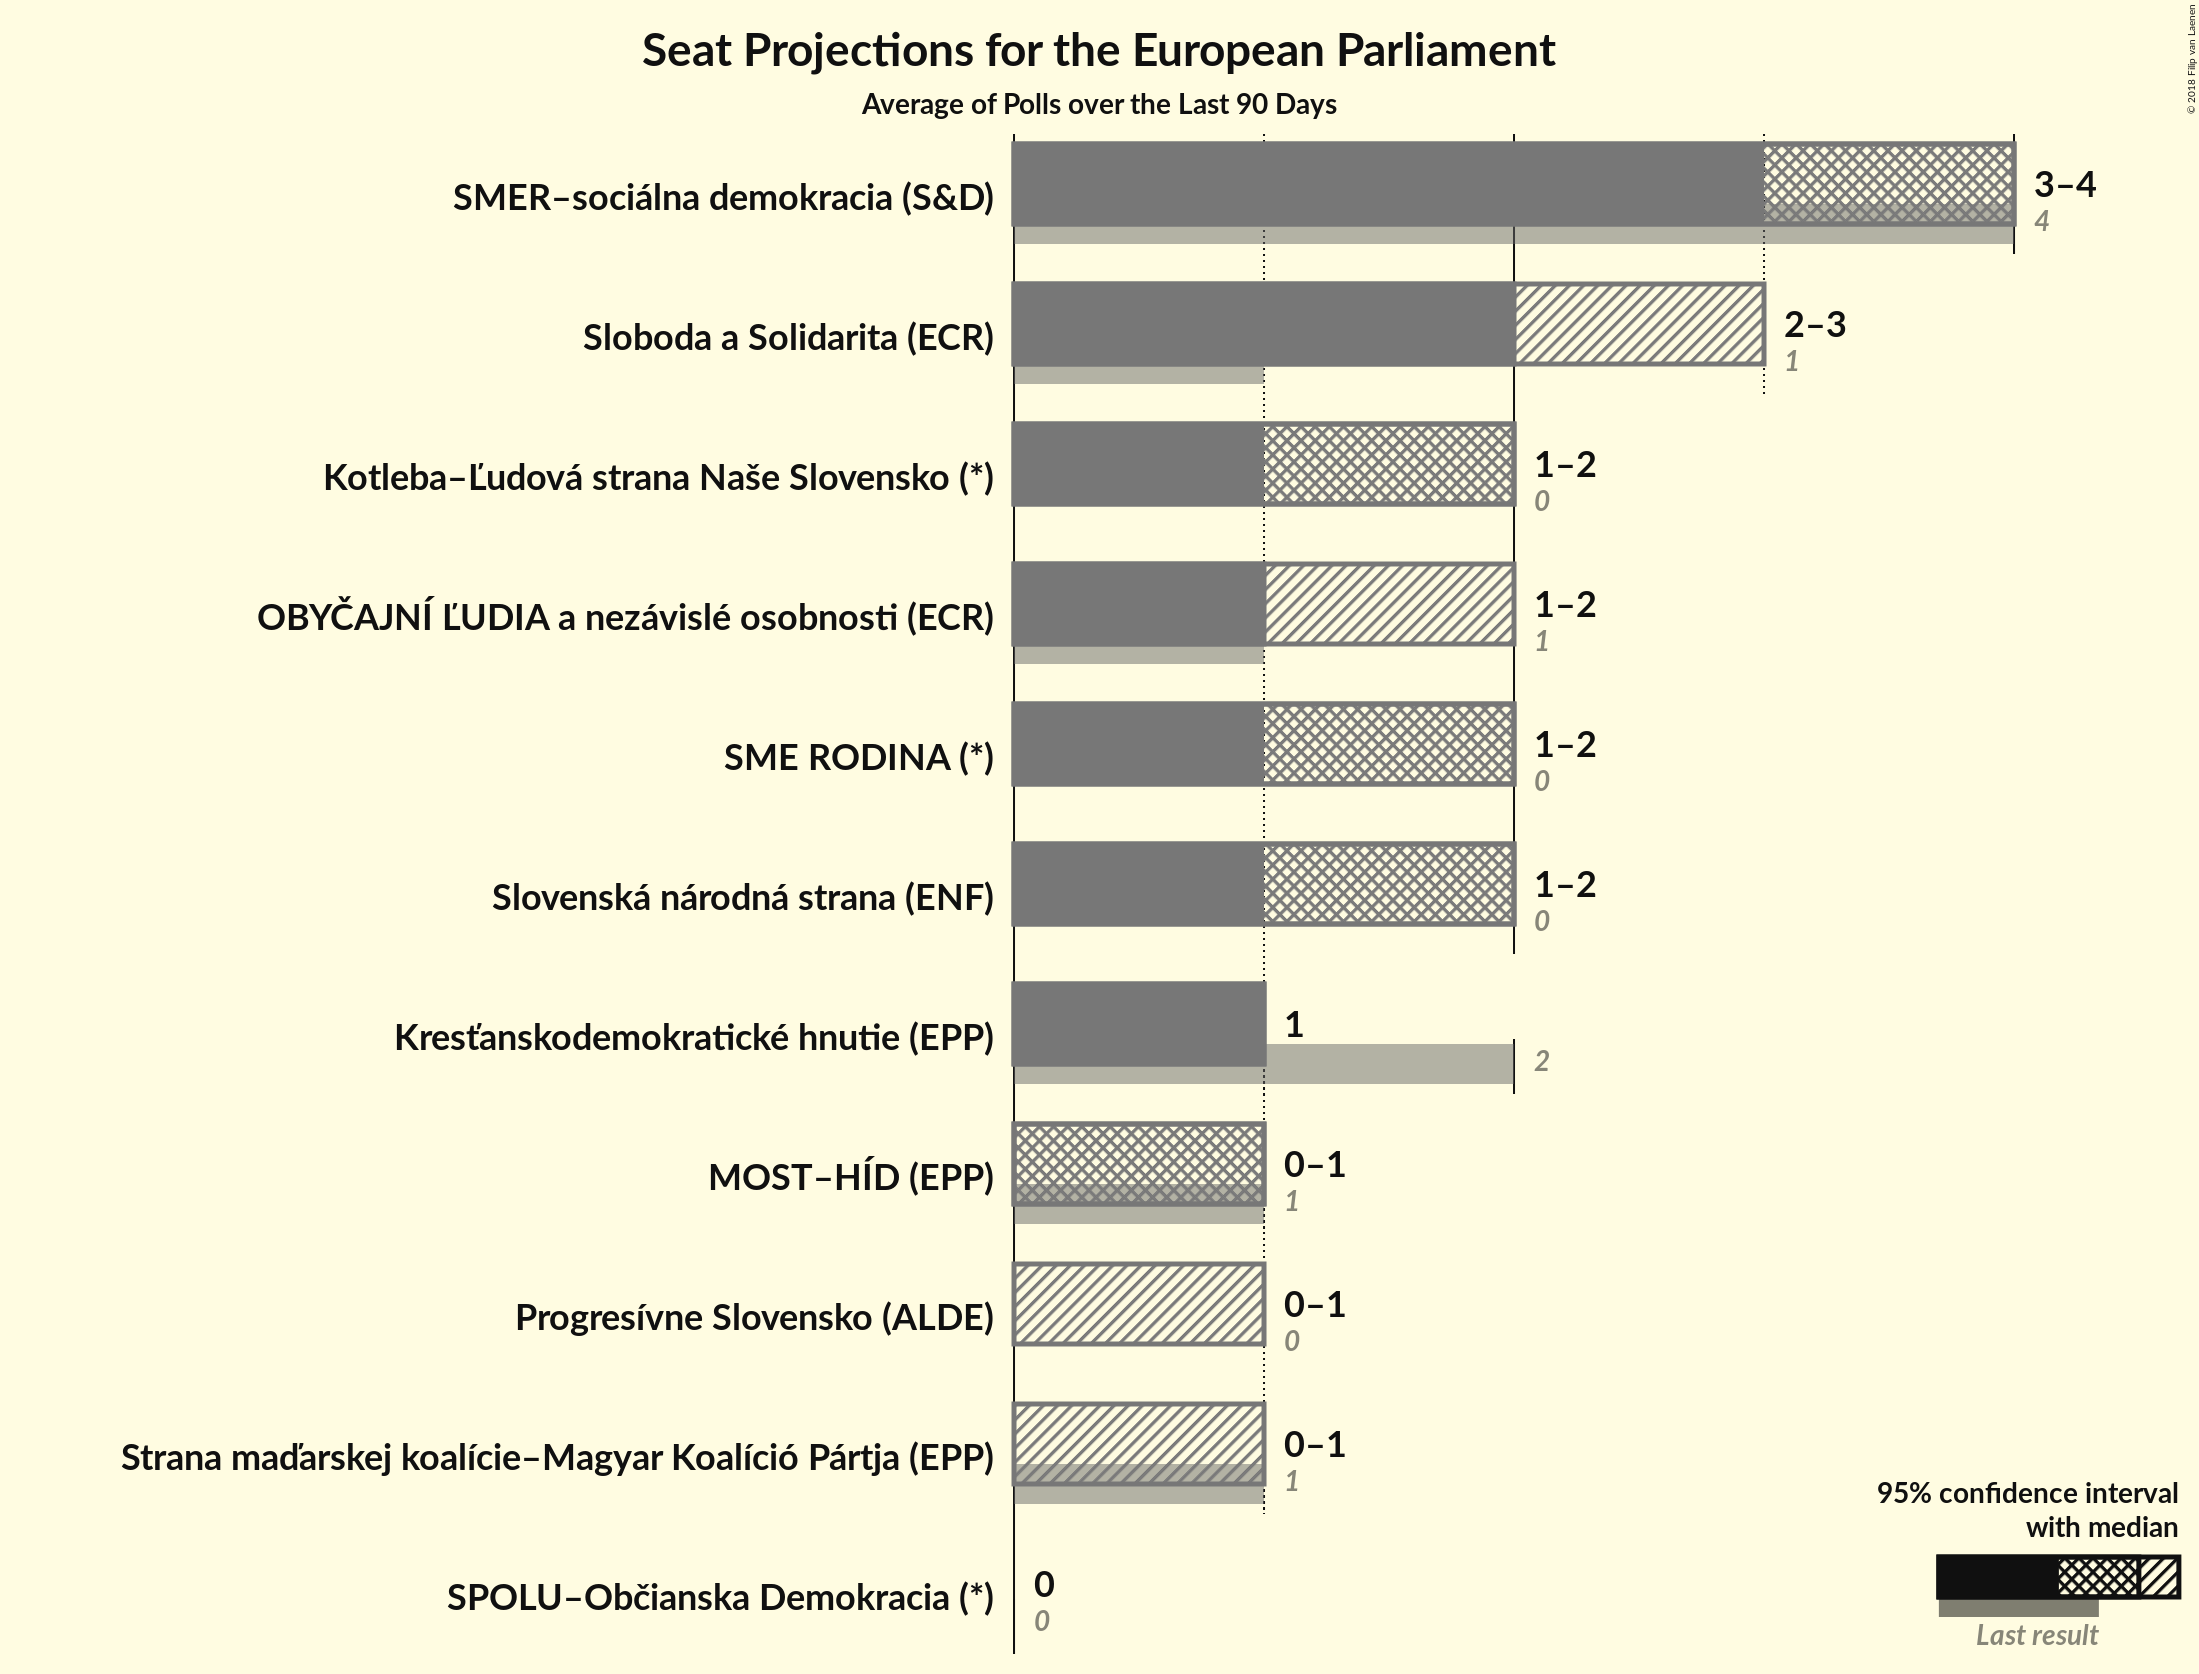 Seat Projections for the European Parliament
Average of Polls over the Last 90 Days
© 2018 Filip van Laenen
SMER–sociálna demokracia (S&D)
3–4
4
Sloboda a Solidarita (ECR)
2–3
1
Kotleba–Ľudová strana Naše Slovensko (*)
1–2
0
OBYČAJNÍ ĽUDIA a nezávislé osobnosti (ECR)
1–2
1
SME RODINA (*)
1–2
0
Slovenská národná strana (ENF)
1–2
0
Kresťanskodemokratické hnutie (EPP)
1
2
MOST–HÍD (EPP)
0–1
1
Progresívne Slovensko (ALDE)
0–1
0
Strana maďarskej koalície–Magyar Koalíció Pártja (EPP)
0–1
1
SPOLU–Občianska Demokracia (*)
0
0
95% confidence interval
with median
Last result